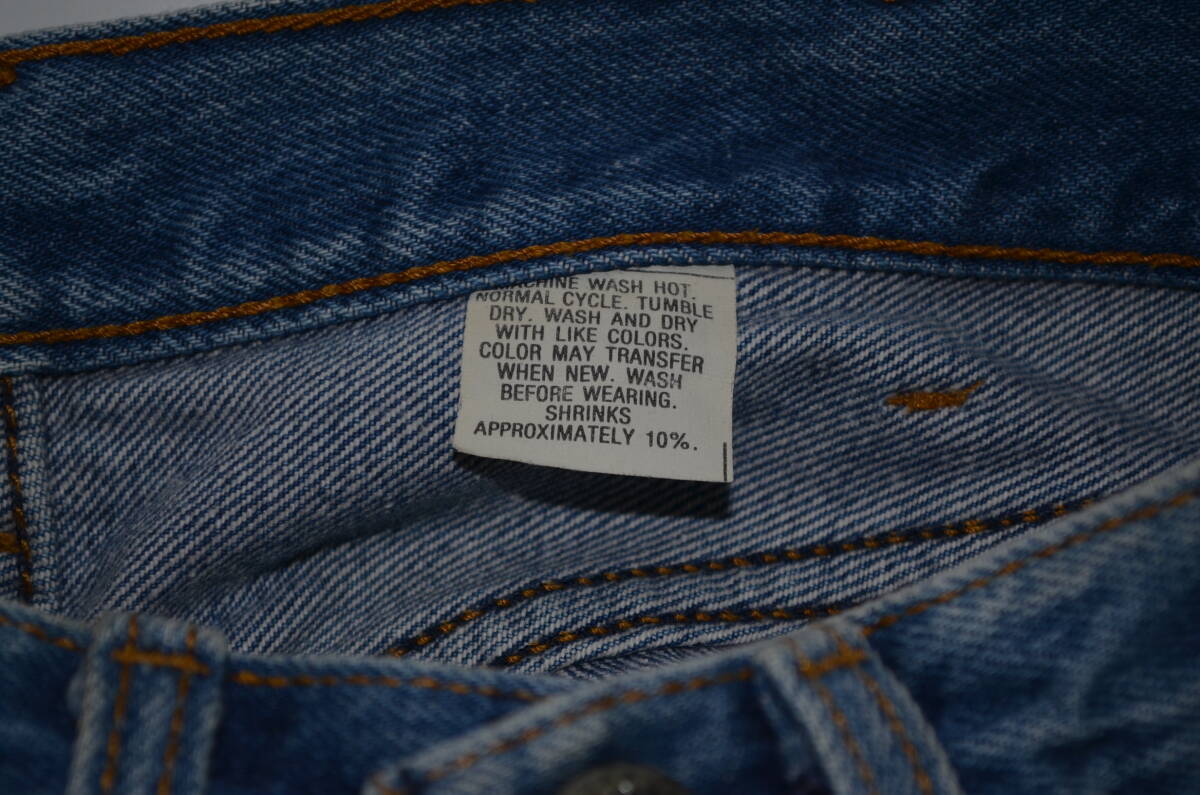 MACHINE WASH HOT.
NORMAL CYCLE. TUMBLE
DRY. WASH AND DRY
WITH LIKE COLORS.
COLOR MAY TRANSFER
WHEN NEW. WASH
BEFORE WEARING.
SHRINKS
APPROXIMATELY 10%.